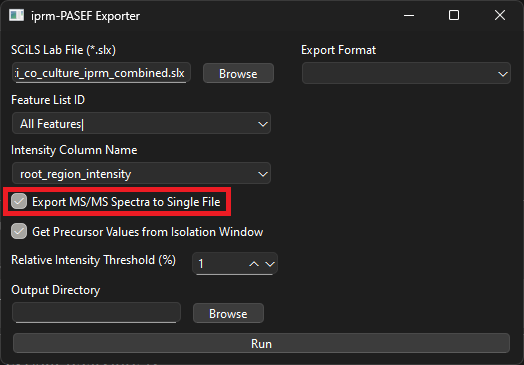 iprm-PASEF Exporter
SCiLS Lab File (*.slx)
Export Format
:i_co_culture_iprm_combined.slx
Browse
Feature List ID
All Features
Intensity Column Name
root_region_intensity
Export MS/MS Spectra to Single File
Get Precursor Values from Isolation Window
Relative Intensity Threshold (%)
1
Output Directory
Browse
Run